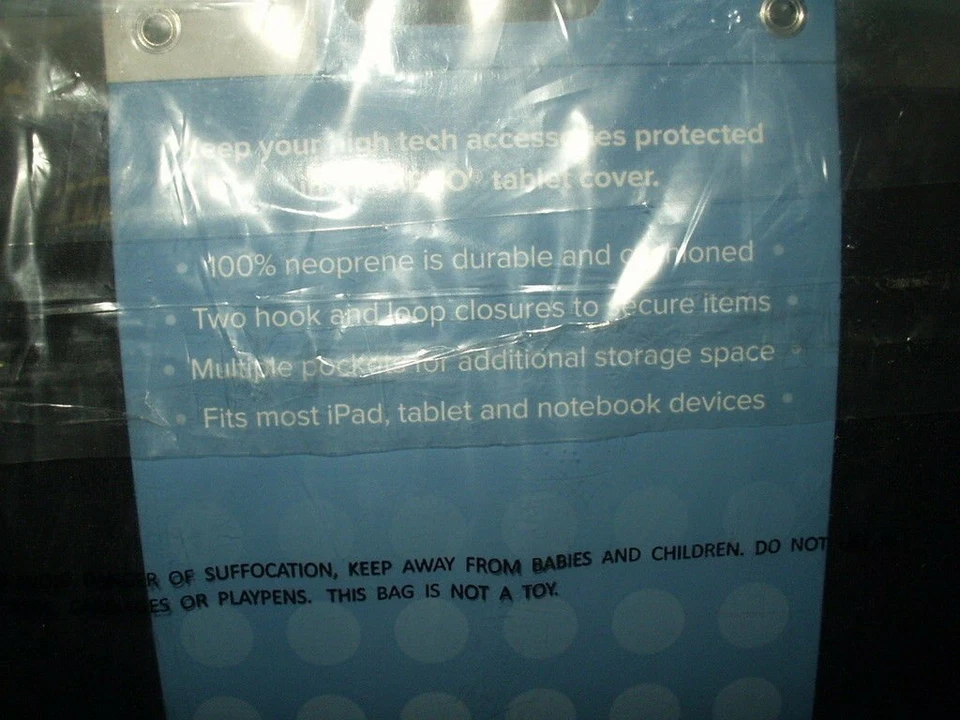 Keep your high tech accessories protected
tablet cover.
• 100% neoprene is durable and cushioned •
• Two hook and loop closures to secure items •
• Multiple pockets for additional storage space •
• Fits most iPad, tablet and notebook devices •
OF SUFFOCATION, KEEP AWAY FROM BABIES AND CHILDREN. DO NOT
OR PLAYPENS. THIS BAG IS NOT A TOY.